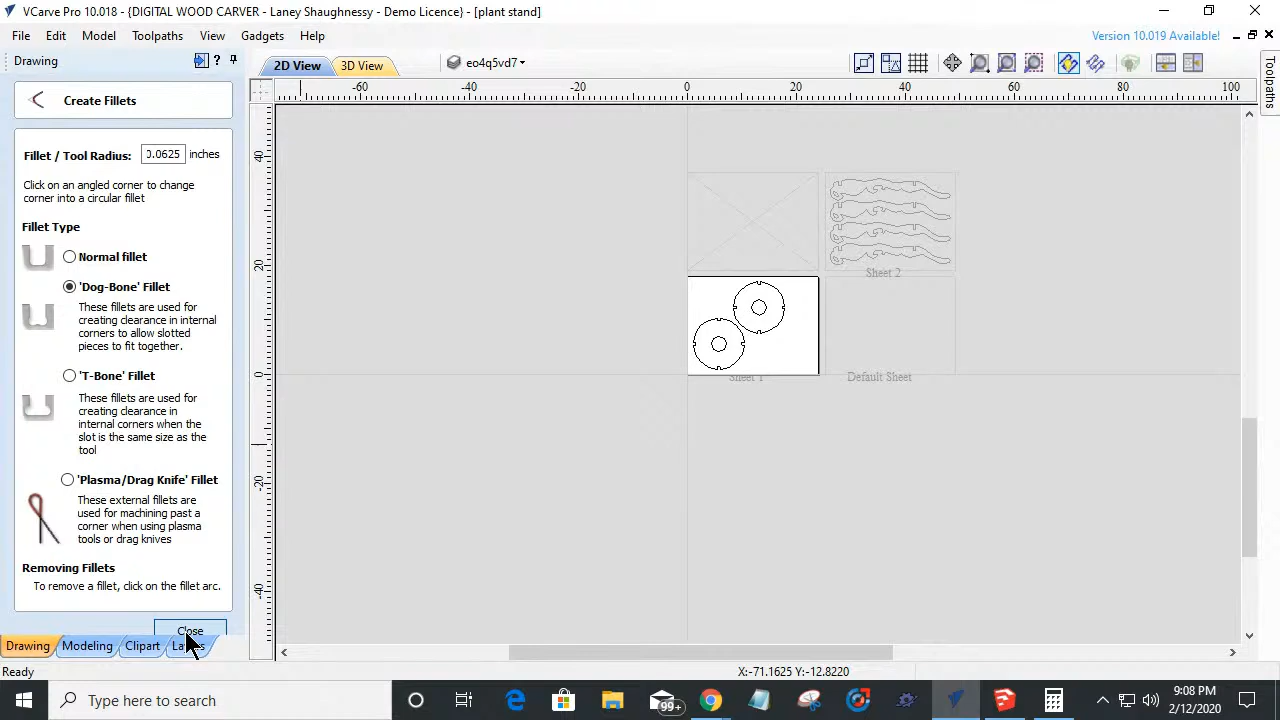 VCarve Pro 10.018 - {DIGITAL WOOD CARVER - Laney Shaughnessy - Demo Licence} - [plant stand]
File Edit Model Toolpaths View Gadgets Help
Version 10.019 Available!
Drawing
?
2D View 3D View
eo4q5vd7
Toolpaths
Create Fillets
-60 -40 -20 0 20 40 60 80 100
40
20
0
-20
-40
Fillet / Tool Radius: 0.0625 inches
Click on an angled corner to change
corner into a circular fillet
Fillet Type
Normal fillet
'Dog-Bone' Fillet
These fillets are used for
creating clearance in internal
corners to allow slotted
pieces to fit together.
'T-Bone' Fillet
These fillets are used for
creating clearance in
internal corners when the
slot is the same size as the
tool
'Plasma/Drag Knife' Fillet
These external fillets are
used for machining past a
corner when using plasma
tools or drag knives
Removing Fillets
To remove a fillet, click on the fillet arc.
Close
Sheet 2
Sheet 1
Default Sheet
Drawing Modeling Clipart Layers
Ready
X:-71.1625 Y:-12.8220
Type here to search
99+
9:08 PM
2/12/2020